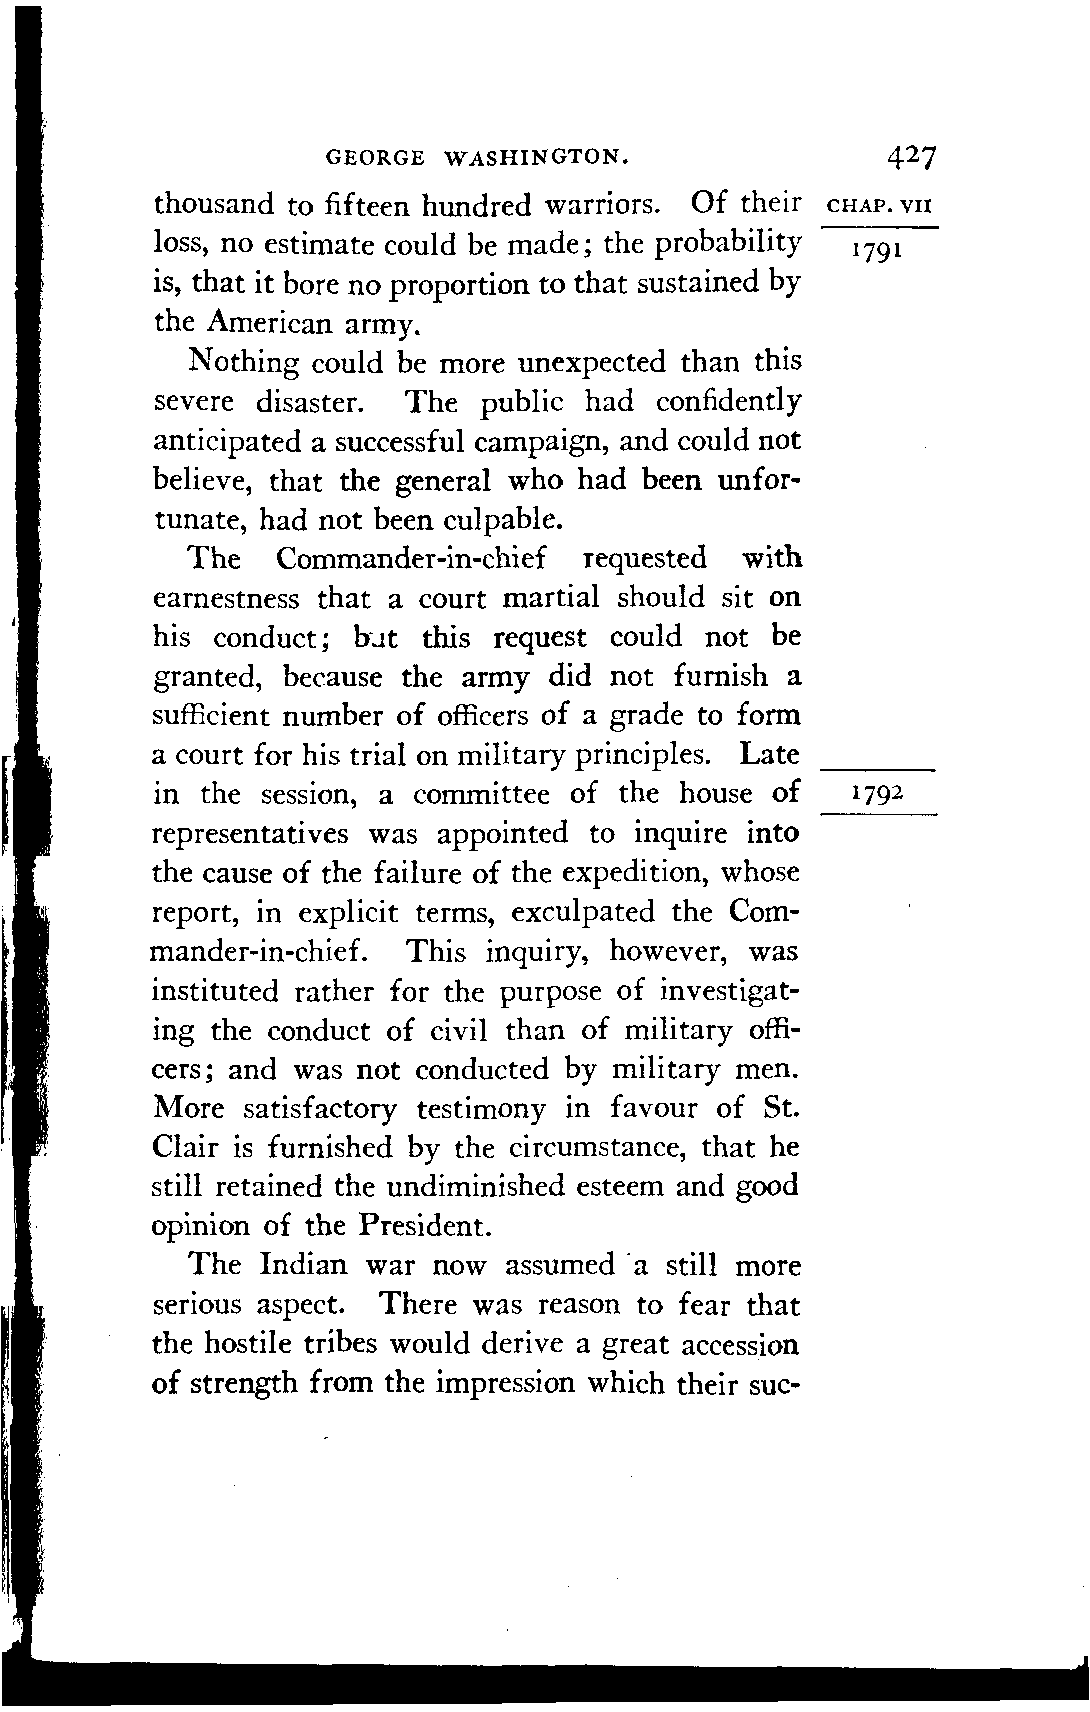 GEORGE WASHINGTON. 427
thousand to fifteen hundred warriors. Of their CHAP. VII
loss, no estimate could be made; the probability 1791
is, that it bore no proportion to that sustained by
the American army.
Nothing could be more unexpected than this
severe disaster. The public had confidently
anticipated a successful campaign, and could not
believe, that the general who had been unfor-
tunate, had not been culpable.
The Commander-in-chief requested with
earnestness that a court martial should sit on
his conduct; but this request could not be
granted, because the army did not furnish a
sufficient number of officers of a grade to form
a court for his trial on military principles. Late
in the session, a committee of the house of 1792
representatives was appointed to inquire into
the cause of the failure of the expedition, whose
report, in explicit terms, exculpated the Com-
mander-in-chief. This inquiry, however, was
instituted rather for the purpose of investigat-
ing the conduct of civil than of military offi-
cers; and was not conducted by military men.
More satisfactory testimony in favour of St.
Clair is furnished by the circumstance, that he
still retained the undiminished esteem and good
opinion of the President.
The Indian war now assumed a still more
serious aspect. There was reason to fear that
the hostile tribes would derive a great accession
of strength from the impression which their suc-